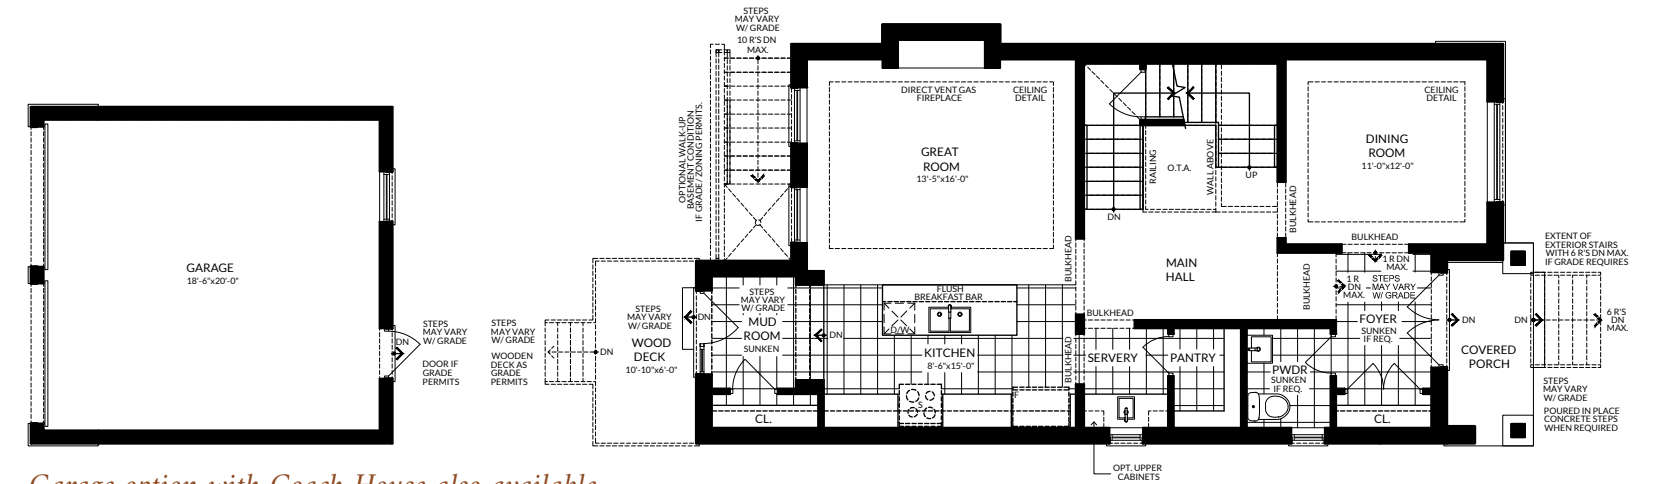 GARAGE
18'-6"x20'-0"
DN
STEPS
MAY VARY
W/ GRADE
DOOR IF
GRADE
PERMITS
STEPS
MAY VARY
W/ GRADE
WOODEN
DECK AS
GRADE
PERMITS
DN
STEPS
MAY VARY
W/ GRADE
WOOD
DECK
10'-10"x6'-0"
DN
STEPS
MAY VARY
W/ GRADE
10 R'S DN
MAX.
OPTIONAL WALK-UP
BASEMENT CONDITION
IF GRADE / ZONING PERMITS.
STEPS
MAY VARY
W/ GRADE
MUD
ROOM
SUNKEN
CL.
DN
DIRECT VENT GAS
FIREPLACE
CEILING
DETAIL
GREAT
ROOM
13'-5"x16'-0"
BULKHEAD
FLUSH
BREAKFAST BAR
D/W
KITCHEN
8'-6"x15'-0"
S
F
BULKHEAD
DN
RAILING
O.T.A.
WALL ABOVE
UP
MAIN
HALL
BULKHEAD
SERVERY
PANTRY
OPT. UPPER
CABINETS
BULKHEAD
BULKHEAD
CEILING
DETAIL
DINING
ROOM
11'-0"x12'-0"
BULKHEAD
1 R DN
MAX.
1 R
DN
MAX.
STEPS
MAY VARY
W/ GRADE
FOYER
SUNKEN
IF REQ.
PWDR
SUNKEN
IF REQ.
CL.
DN
DN
COVERED
PORCH
EXTENT OF
EXTERIOR STAIRS
WITH 6 R'S DN MAX.
IF GRADE REQUIRES
6 R'S
DN
MAX.
STEPS
MAY VARY
W/ GRADE
POURED IN PLACE
CONCRETE STEPS
WHEN REQUIRED
Garage option with Coach House also available